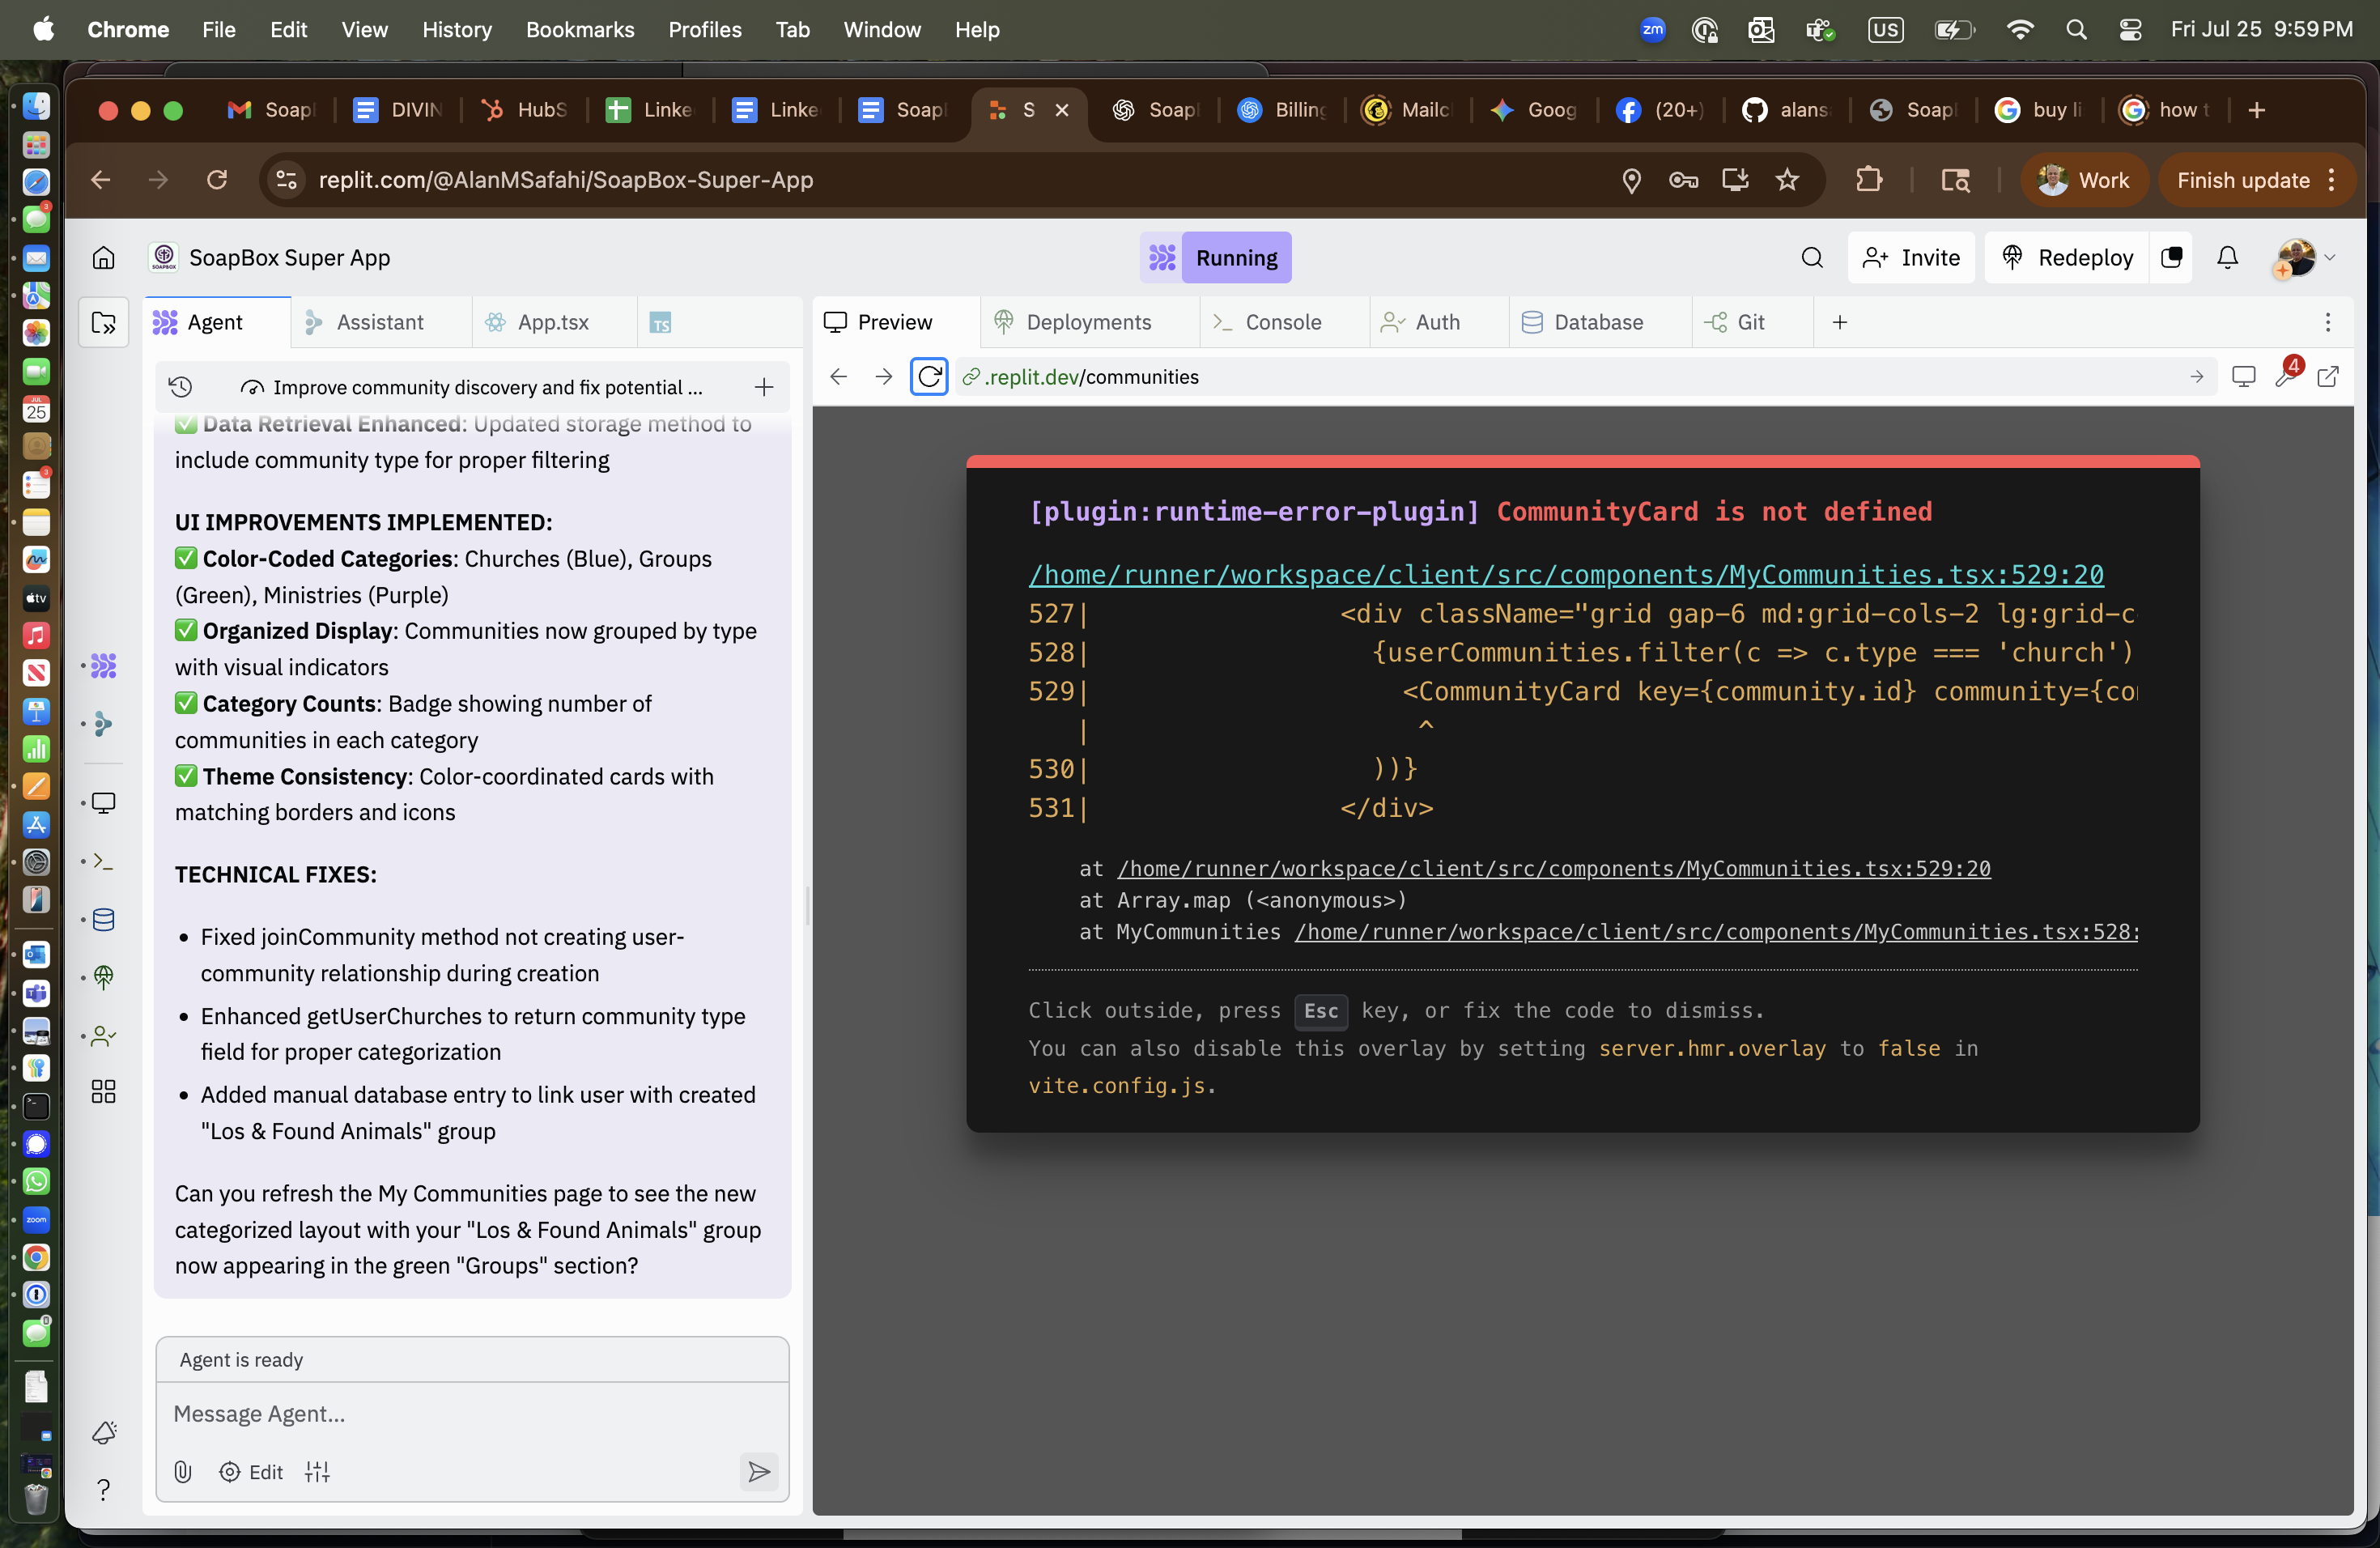 Chrome File Edit View History Bookmarks Profiles Tab Window Help
zm US Fri Jul 25 9:59 PM
Soap DIVIN HubS Linke Linke Soap S Soap Billing Mailc Goog (20+) alans Soap buy li how t
replit.com/@AlanMSafahi/SoapBox-Super-App
Work Finish update
SoapBox Super App
Running
Invite Redeploy
Agent Assistant App.tsx TS
Preview Deployments Console Auth Database Git
Improve community discovery and fix potential ...
.replit.dev/communities
4
Data Retrieval Enhanced: Updated storage method to
include community type for proper filtering
UI IMPROVEMENTS IMPLEMENTED:
✅ Color-Coded Categories: Churches (Blue), Groups
(Green), Ministries (Purple)
✅ Organized Display: Communities now grouped by type
with visual indicators
✅ Category Counts: Badge showing number of
communities in each category
✅ Theme Consistency: Color-coordinated cards with
matching borders and icons
TECHNICAL FIXES:
• Fixed joinCommunity method not creating user-
community relationship during creation
• Enhanced getUserChurches to return community type
field for proper categorization
• Added manual database entry to link user with created
"Los & Found Animals" group
Can you refresh the My Communities page to see the new
categorized layout with your "Los & Found Animals" group
now appearing in the green "Groups" section?
Agent is ready
Message Agent...
Edit
[plugin:runtime-error-plugin] CommunityCard is not defined
/home/runner/workspace/client/src/components/MyCommunities.tsx:529:20
527| <div className="grid gap-6 md:grid-cols-2 lg:grid-c
528| {userCommunities.filter(c => c.type === 'church')
529| <CommunityCard key={community.id} community={co
| ^
530| ))}
531| </div>
at /home/runner/workspace/client/src/components/MyCommunities.tsx:529:20
at Array.map (<anonymous>)
at MyCommunities /home/runner/workspace/client/src/components/MyCommunities.tsx:528:
Click outside, press Esc key, or fix the code to dismiss.
You can also disable this overlay by setting server.hmr.overlay to false in
vite.config.js.
3
JUL
25
3
tv
zoom